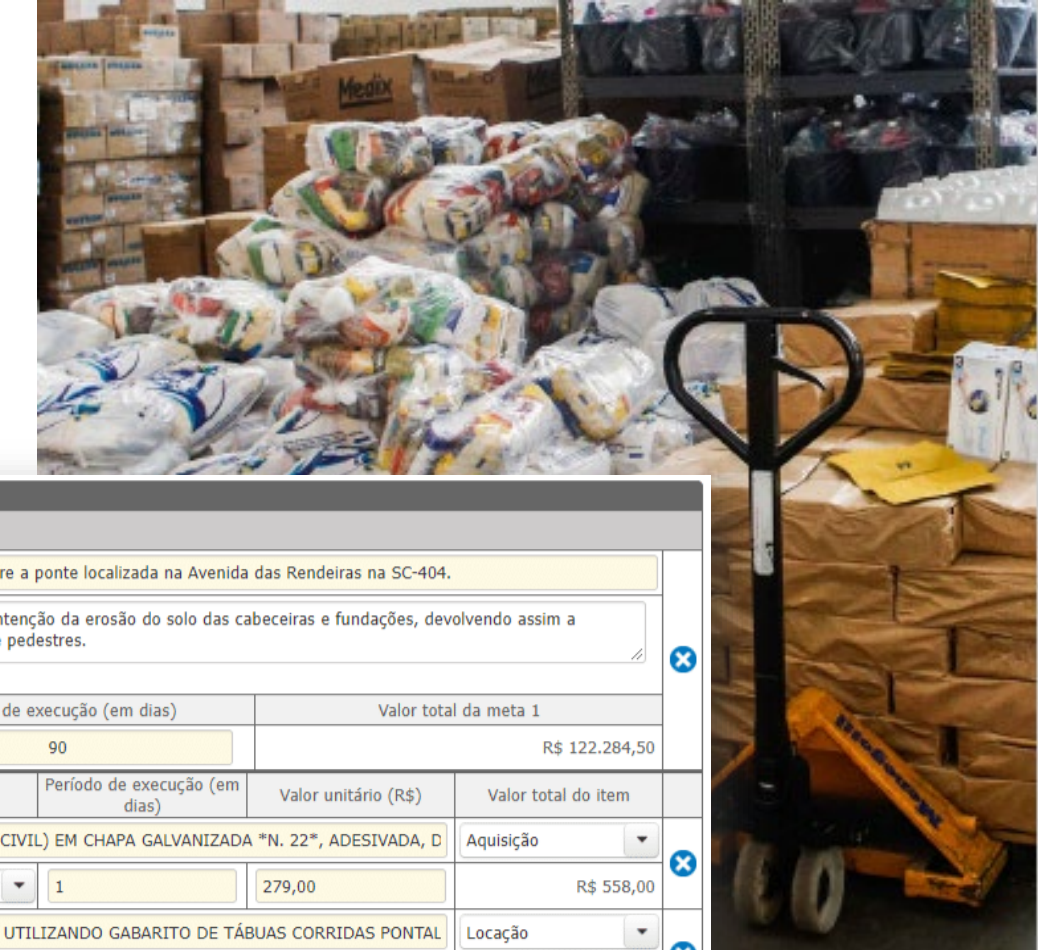 Medix
re a ponte localizada na Avenida das Rendeiras na SC-404.
ntenção da erosão do solo das cabeceiras e fundações, devolvendo assim a
pedestres.
de execução (em dias)
Valor total da meta 1
90
R$ 122.284,50
Período de execução (em
dias)
Valor unitário (R$)
Valor total do item
CIVIL) EM CHAPA GALVANIZADA *N. 22*, ADESIVADA, D
Aquisição
1
279,00
R$ 558,00
UTILIZANDO GABARITO DE TÁBUAS CORRIDAS PONTAL
Locação